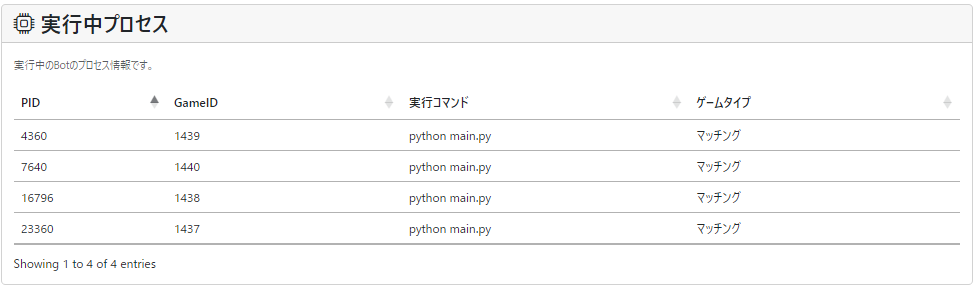 実行中プロセス
実行中のBotのプロセス情報です。
PID GameID 実行コマンド ゲームタイプ
4360 1439 python main.py マッチング
7640 1440 python main.py マッチング
16796 1438 python main.py マッチング
23360 1437 python main.py マッチング
Showing 1 to 4 of 4 entries